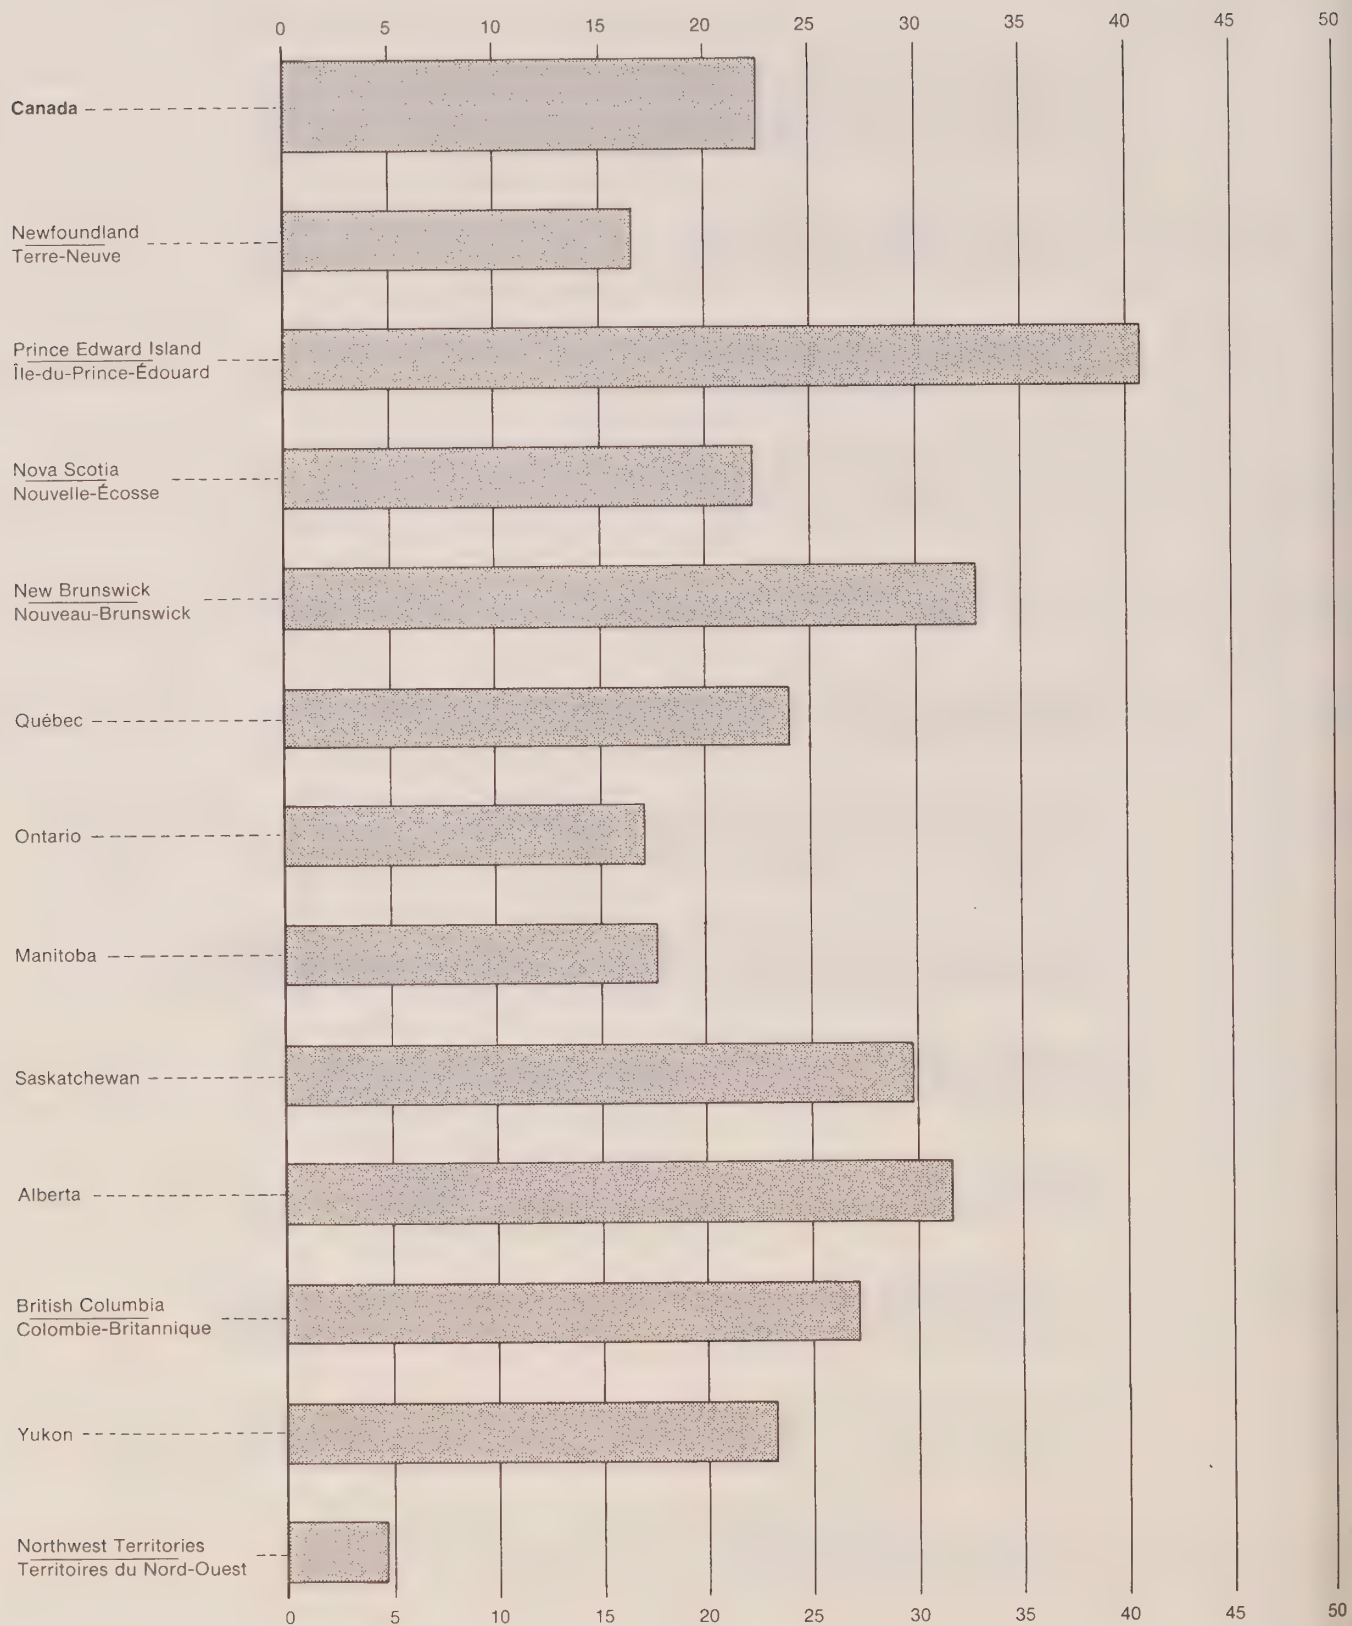 0 5 10 15 20 25 30 35 40 45 50
Canada
Newfoundland
Terre-Neuve
Prince Edward Island
Île-du-Prince-Édouard
Nova Scotia
Nouvelle-Écosse
New Brunswick
Nouveau-Brunswick
Québec
Ontario
Manitoba
Saskatchewan
Alberta
British Columbia
Colombie-Britannique
Yukon
Northwest Territories
Territoires du Nord-Ouest
0 5 10 15 20 25 30 35 40 45 50